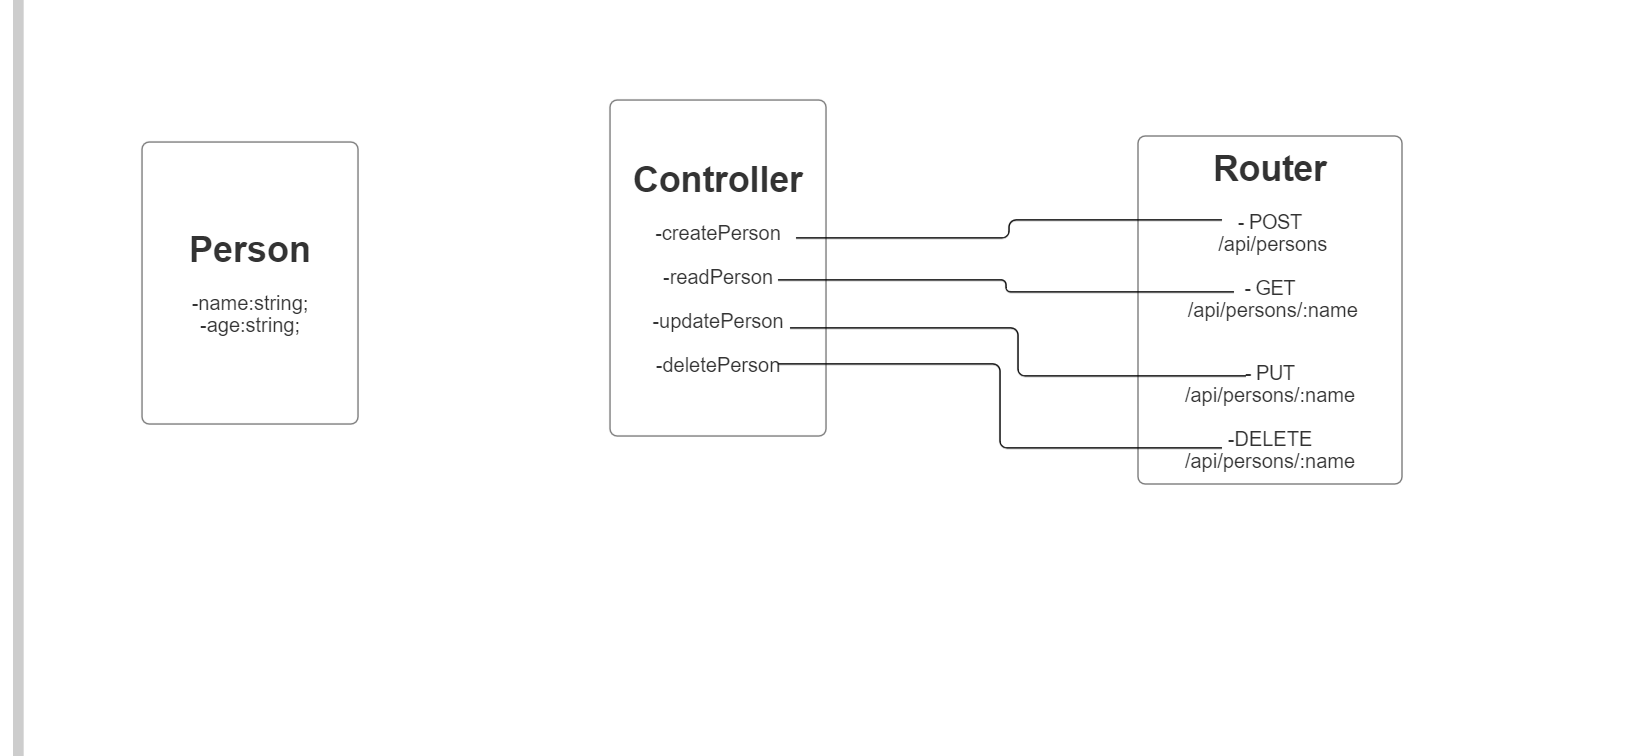 Person
-name:string;
-age:string;
Controller
-createPerson
-readPerson
-updatePerson
-deletePerson
Router
- POST
/api/persons
- GET
/api/persons/:name
- PUT
/api/persons/:name
-DELETE
/api/persons/:name